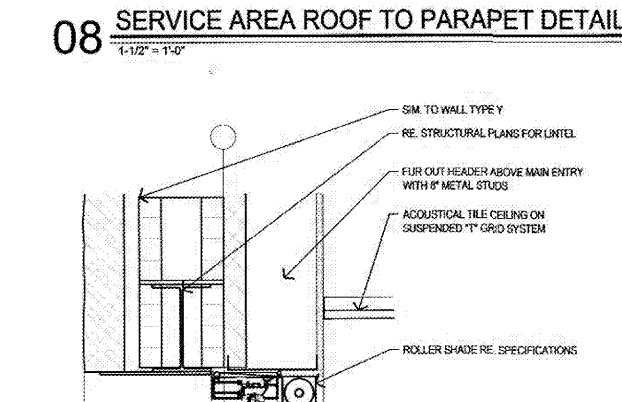 08 SERVICE AREA ROOF TO PARAPET DETAIL
1-1/2" = 1'-0"
SIM. TO WALL TYPE Y
RE. STRUCTURAL PLANS FOR LINTEL
FUR OUT HEADER ABOVE MAIN ENTRY
WITH 8" METAL STUDS
ACOUSTICAL TILE CEILING ON
SUSPENDED "T" GRID SYSTEM
ROLLER SHADE RE. SPECIFICATIONS